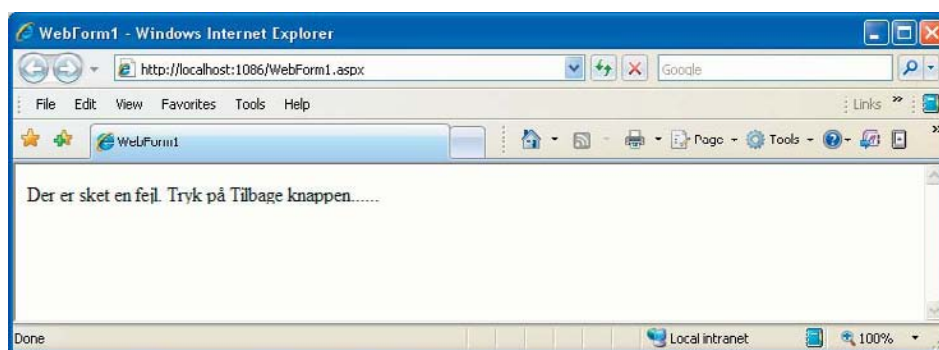 WebForm1 - Windows Internet Explorer
http://localhost:1086/WebForm1.aspx
Google
File Edit View Favorites Tools Help
Links »
WebForm1
Page Tools »
Der er sket en fejl. Tryk på Tilbage knappen......
Done
Local intranet
100%